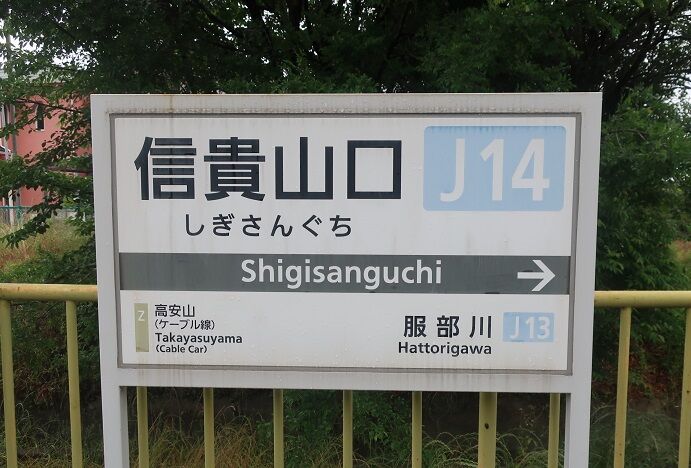 信貴山口 J14
しぎさんぐち
Shigisanguchi →
Z 高安山
(ケーブル線)
Takayasuyama
(Cable Car)
服部川 J13
Hattorigawa